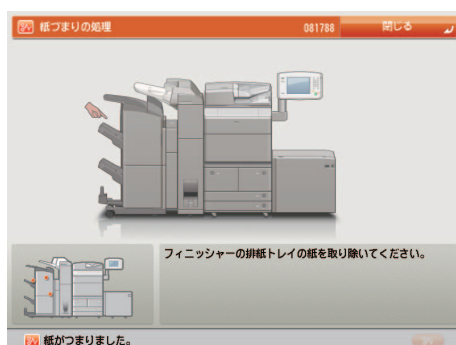 紙づまりの処理
081788
閉じる
フィニッシャーの排紙トレイの紙を取り除いてください。
紙がつまりました。